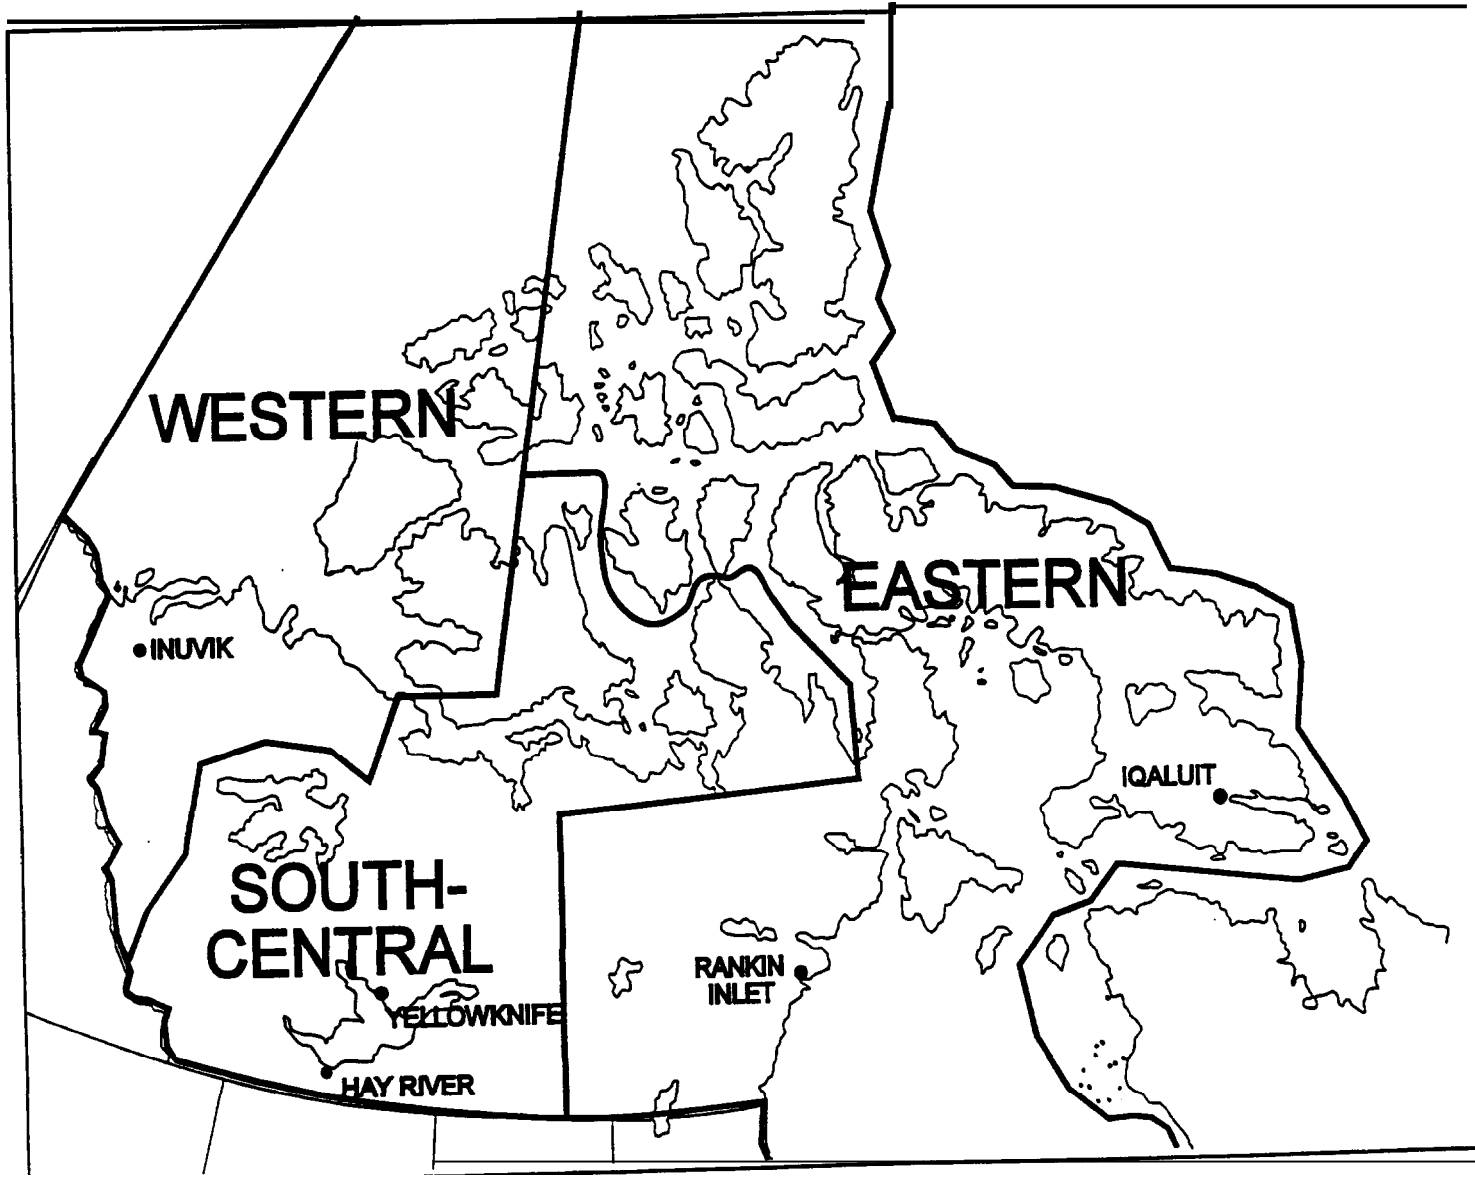 WESTERN
EASTERN
INUVIK
IQALUIT
SOUTH-
CENTRAL
RANKIN
INLET
YELLOWKNIFE
HAY RIVER